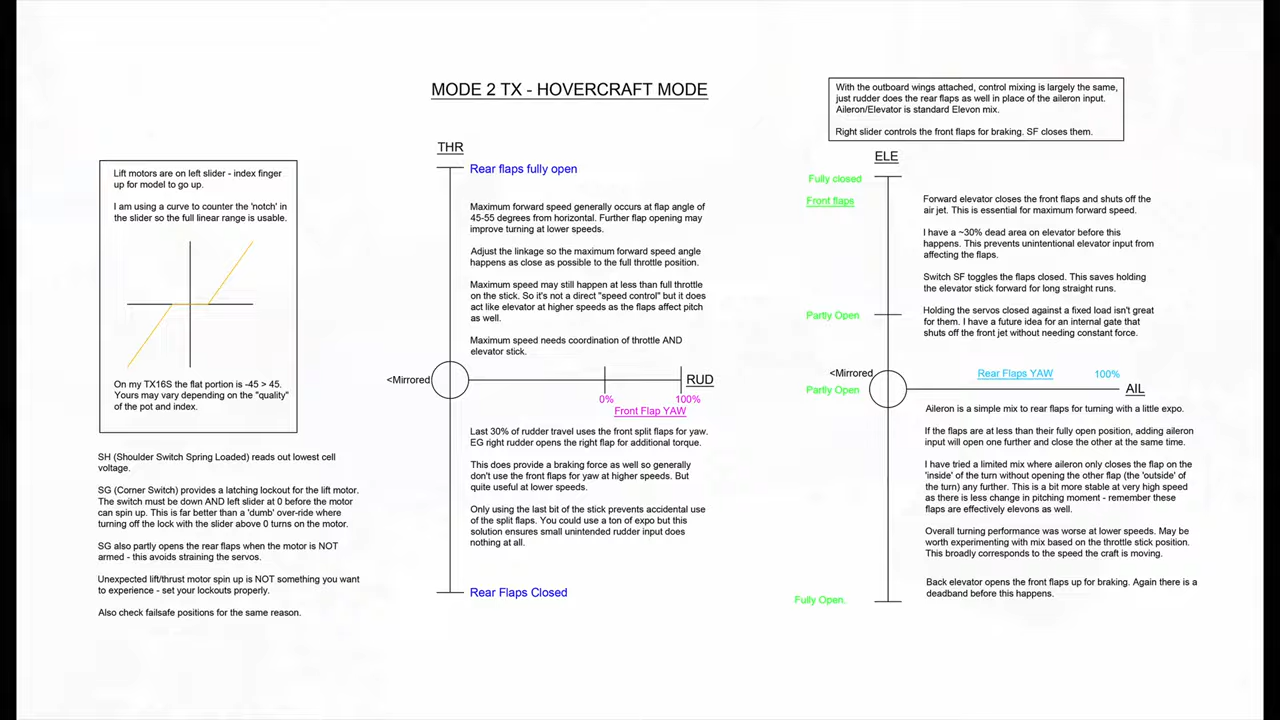 MODE 2 TX - HOVERCRAFT MODE
Lift motors are on left slider - index finger
up for model to go up.
I am using a curve to counter the 'notch' in
the slider so the full linear range is usable.
On my TX16S the flat portion is -45 > 45.
Yours may vary depending on the "quality"
of the pot and index.
SH (Shoulder Switch Spring Loaded) reads out lowest cell
voltage.
SG (Corner Switch) provides a latching lockout for the lift motor.
The switch must be down AND left slider at 0 before the motor
can spin up. This is far better than a 'dumb' over-ride where
turning off the lock with the slider above 0 turns on the motor.
SG also partly opens the rear flaps when the motor is NOT
armed - this avoids straining the servos.
Unexpected lift/thrust motor spin up is NOT something you want
to experience - set your lockouts properly.
Also check failsafe positions for the same reason.
THR
Rear flaps fully open
Maximum forward speed generally occurs at flap angle of
45-55 degrees from horizontal. Further flap opening may
improve turning at lower speeds.
Adjust the linkage so the maximum forward speed angle
happens as close as possible to the full throttle position.
Maximum speed may still happen at less than full throttle
on the stick. So it's not a direct "speed control" but it does
act like elevator at higher speeds as the flaps affect pitch
as well.
Maximum speed needs coordination of throttle AND
elevator stick.
<Mirrored
RUD
0%
100%
Front Flap YAW
Last 30% of rudder travel uses the front split flaps for yaw.
EG right rudder opens the right flap for additional torque.
This does provide a braking force as well so generally
don't use the front flaps for yaw at higher speeds. But
quite useful at lower speeds.
Only using the last bit of the stick prevents accidental use
of the split flaps. You could use a ton of expo but this
solution ensures small unintended rudder input does
nothing at all.
Rear Flaps Closed
With the outboard wings attached, control mixing is largely the same,
just rudder does the rear flaps as well in place of the aileron input.
Aileron/Elevator is standard Elevon mix.
Right slider controls the front flaps for braking. SF closes them.
ELE
Fully closed
Front flaps
Forward elevator closes the front flaps and shuts off the
air jet. This is essential for maximum forward speed.
I have a ~30% dead area on elevator before this
happens. This prevents unintentional elevator input from
affecting the flaps.
Switch SF toggles the flaps closed. This saves holding
the elevator stick forward for long straight runs.
Partly Open
Holding the servos closed against a fixed load isn't great
for them. I have a future idea for an internal gate that
shuts off the front jet without needing constant force.
<Mirrored
Rear Flaps YAW
100%
Partly Open
AIL
Aileron is a simple mix to rear flaps for turning with a little expo.
If the flaps are at less than their fully open position, adding aileron
input will open one further and close the other at the same time.
I have tried a limited mix where aileron only closes the flap on the
'inside' of the turn without opening the other flap (the 'outside' of
the turn) any further. This is a bit more stable at very high speed
as there is less change in pitching moment - remember these
flaps are effectively elevons as well.
Overall turning performance was worse at lower speeds. May be
worth experimenting with mix based on the throttle stick position.
This broadly corresponds to the speed the craft is moving.
Back elevator opens the front flaps up for braking. Again there is a
deadband before this happens.
Fully Open.